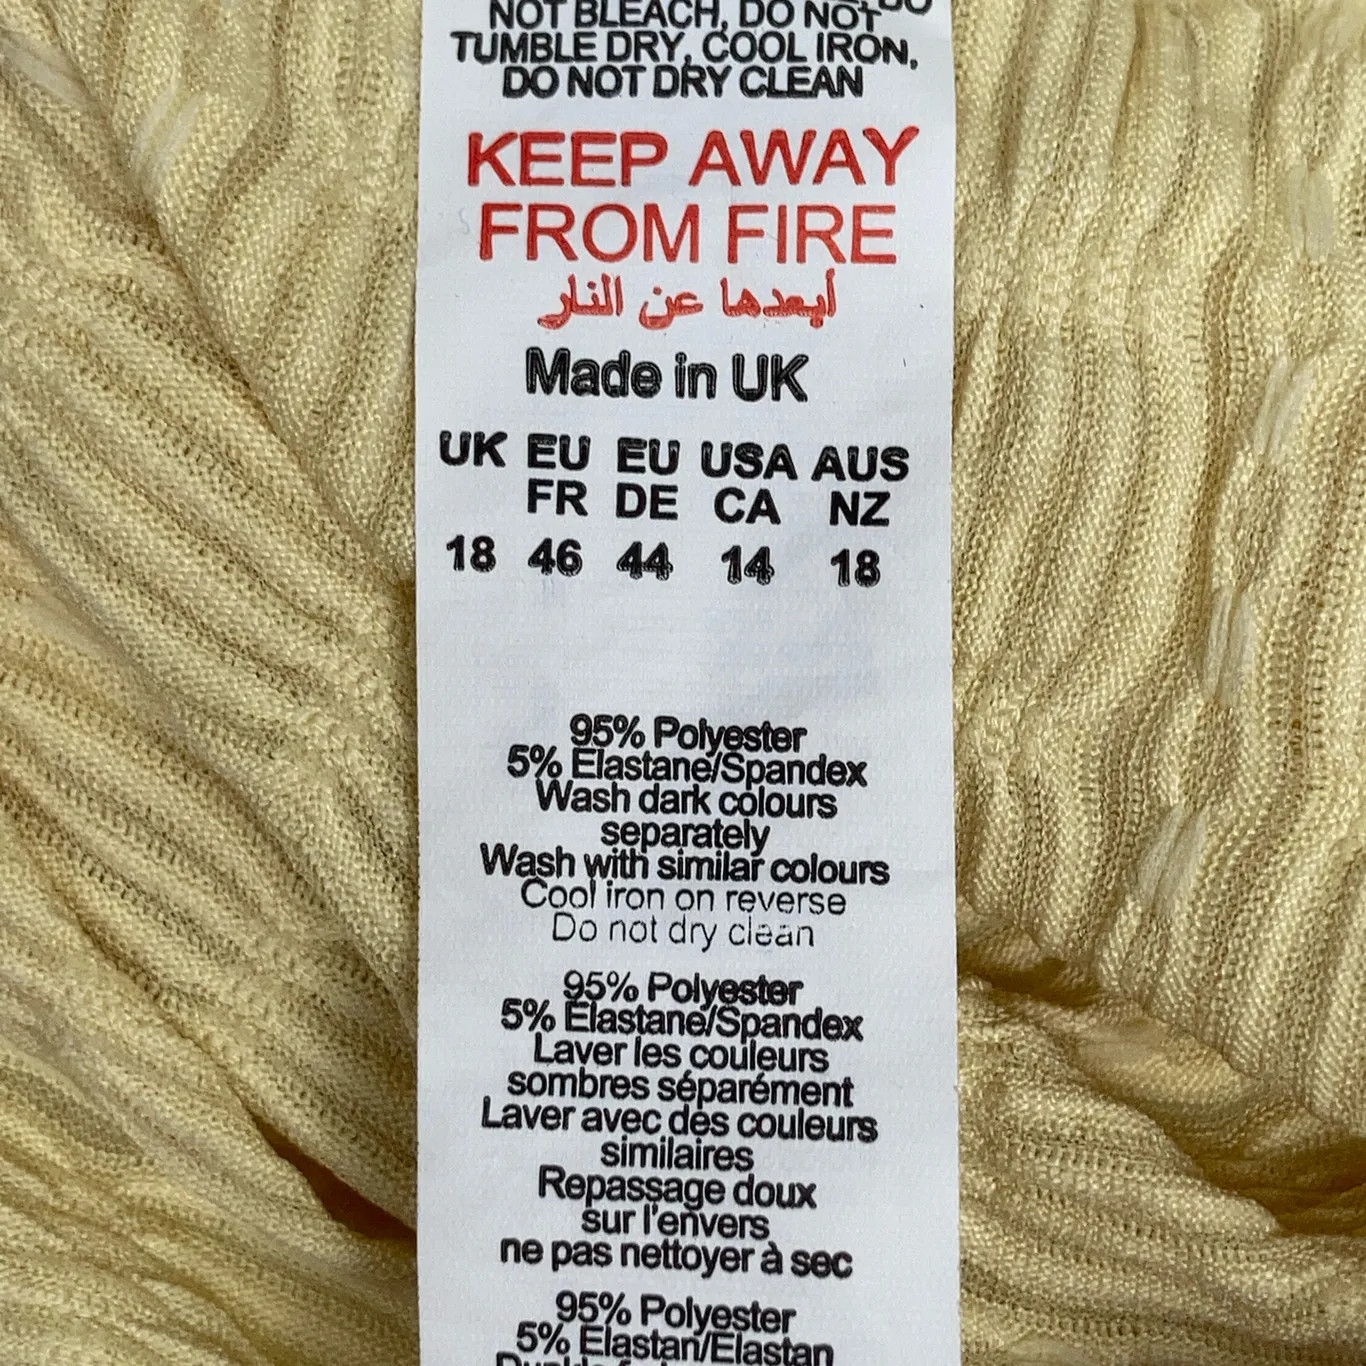 NOT BLEACH, DO NOT
TUMBLE DRY, COOL IRON,
DO NOT DRY CLEAN
KEEP AWAY
FROM FIRE
أبعدها عن النار
Made in UK
UK EU EU USA AUS
FR DE CA NZ
18 46 44 14 18
95% Polyester
5% Elastane/Spandex
Wash dark colours
separately
Wash with similar colours
Cool iron on reverse
Do not dry clean
95% Polyester
5% Elastane/Spandex
Laver les couleurs
sombres séparément
Laver avec des couleurs
similaires
Repassage doux
sur l'envers
ne pas nettoyer à sec
95% Polyester
5% Elastan/Elastan